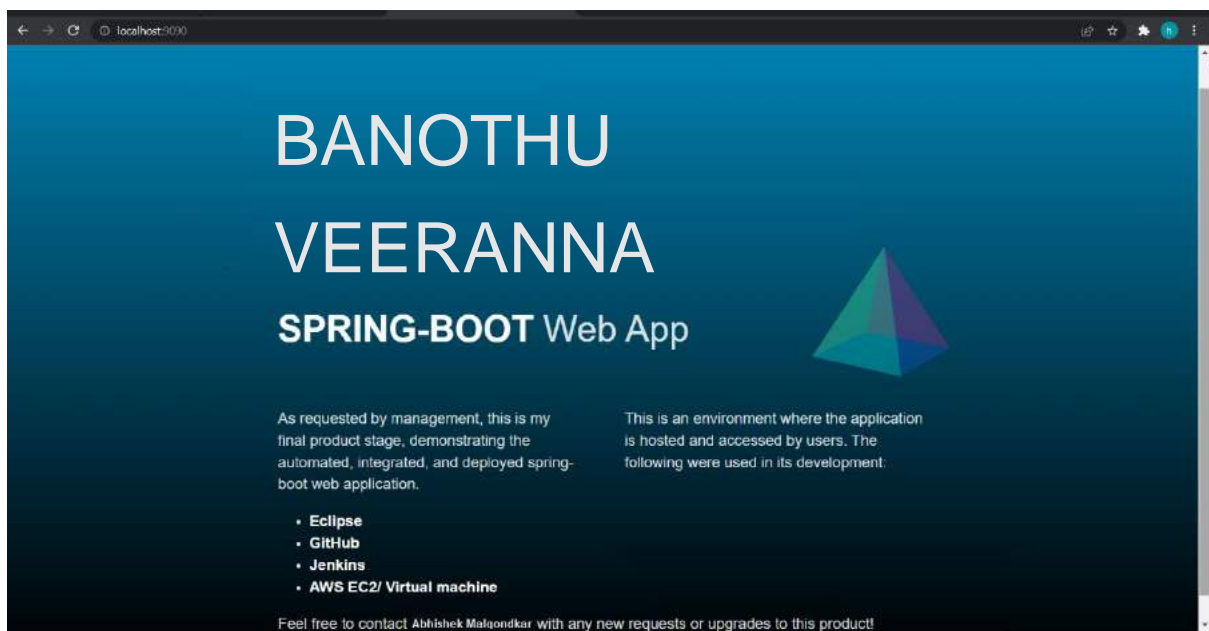 localhost:9090
h
BANOTHU
VEERANNA
SPRING-BOOT Web App
As requested by management, this is my
final product stage, demonstrating the
automated, integrated, and deployed spring-
boot web application.
This is an environment where the application
is hosted and accessed by users. The
following were used in its development:
• Eclipse
• GitHub
• Jenkins
• AWS EC2/ Virtual machine
Feel free to contact Abhishek Malgondkar with any new requests or upgrades to this product!